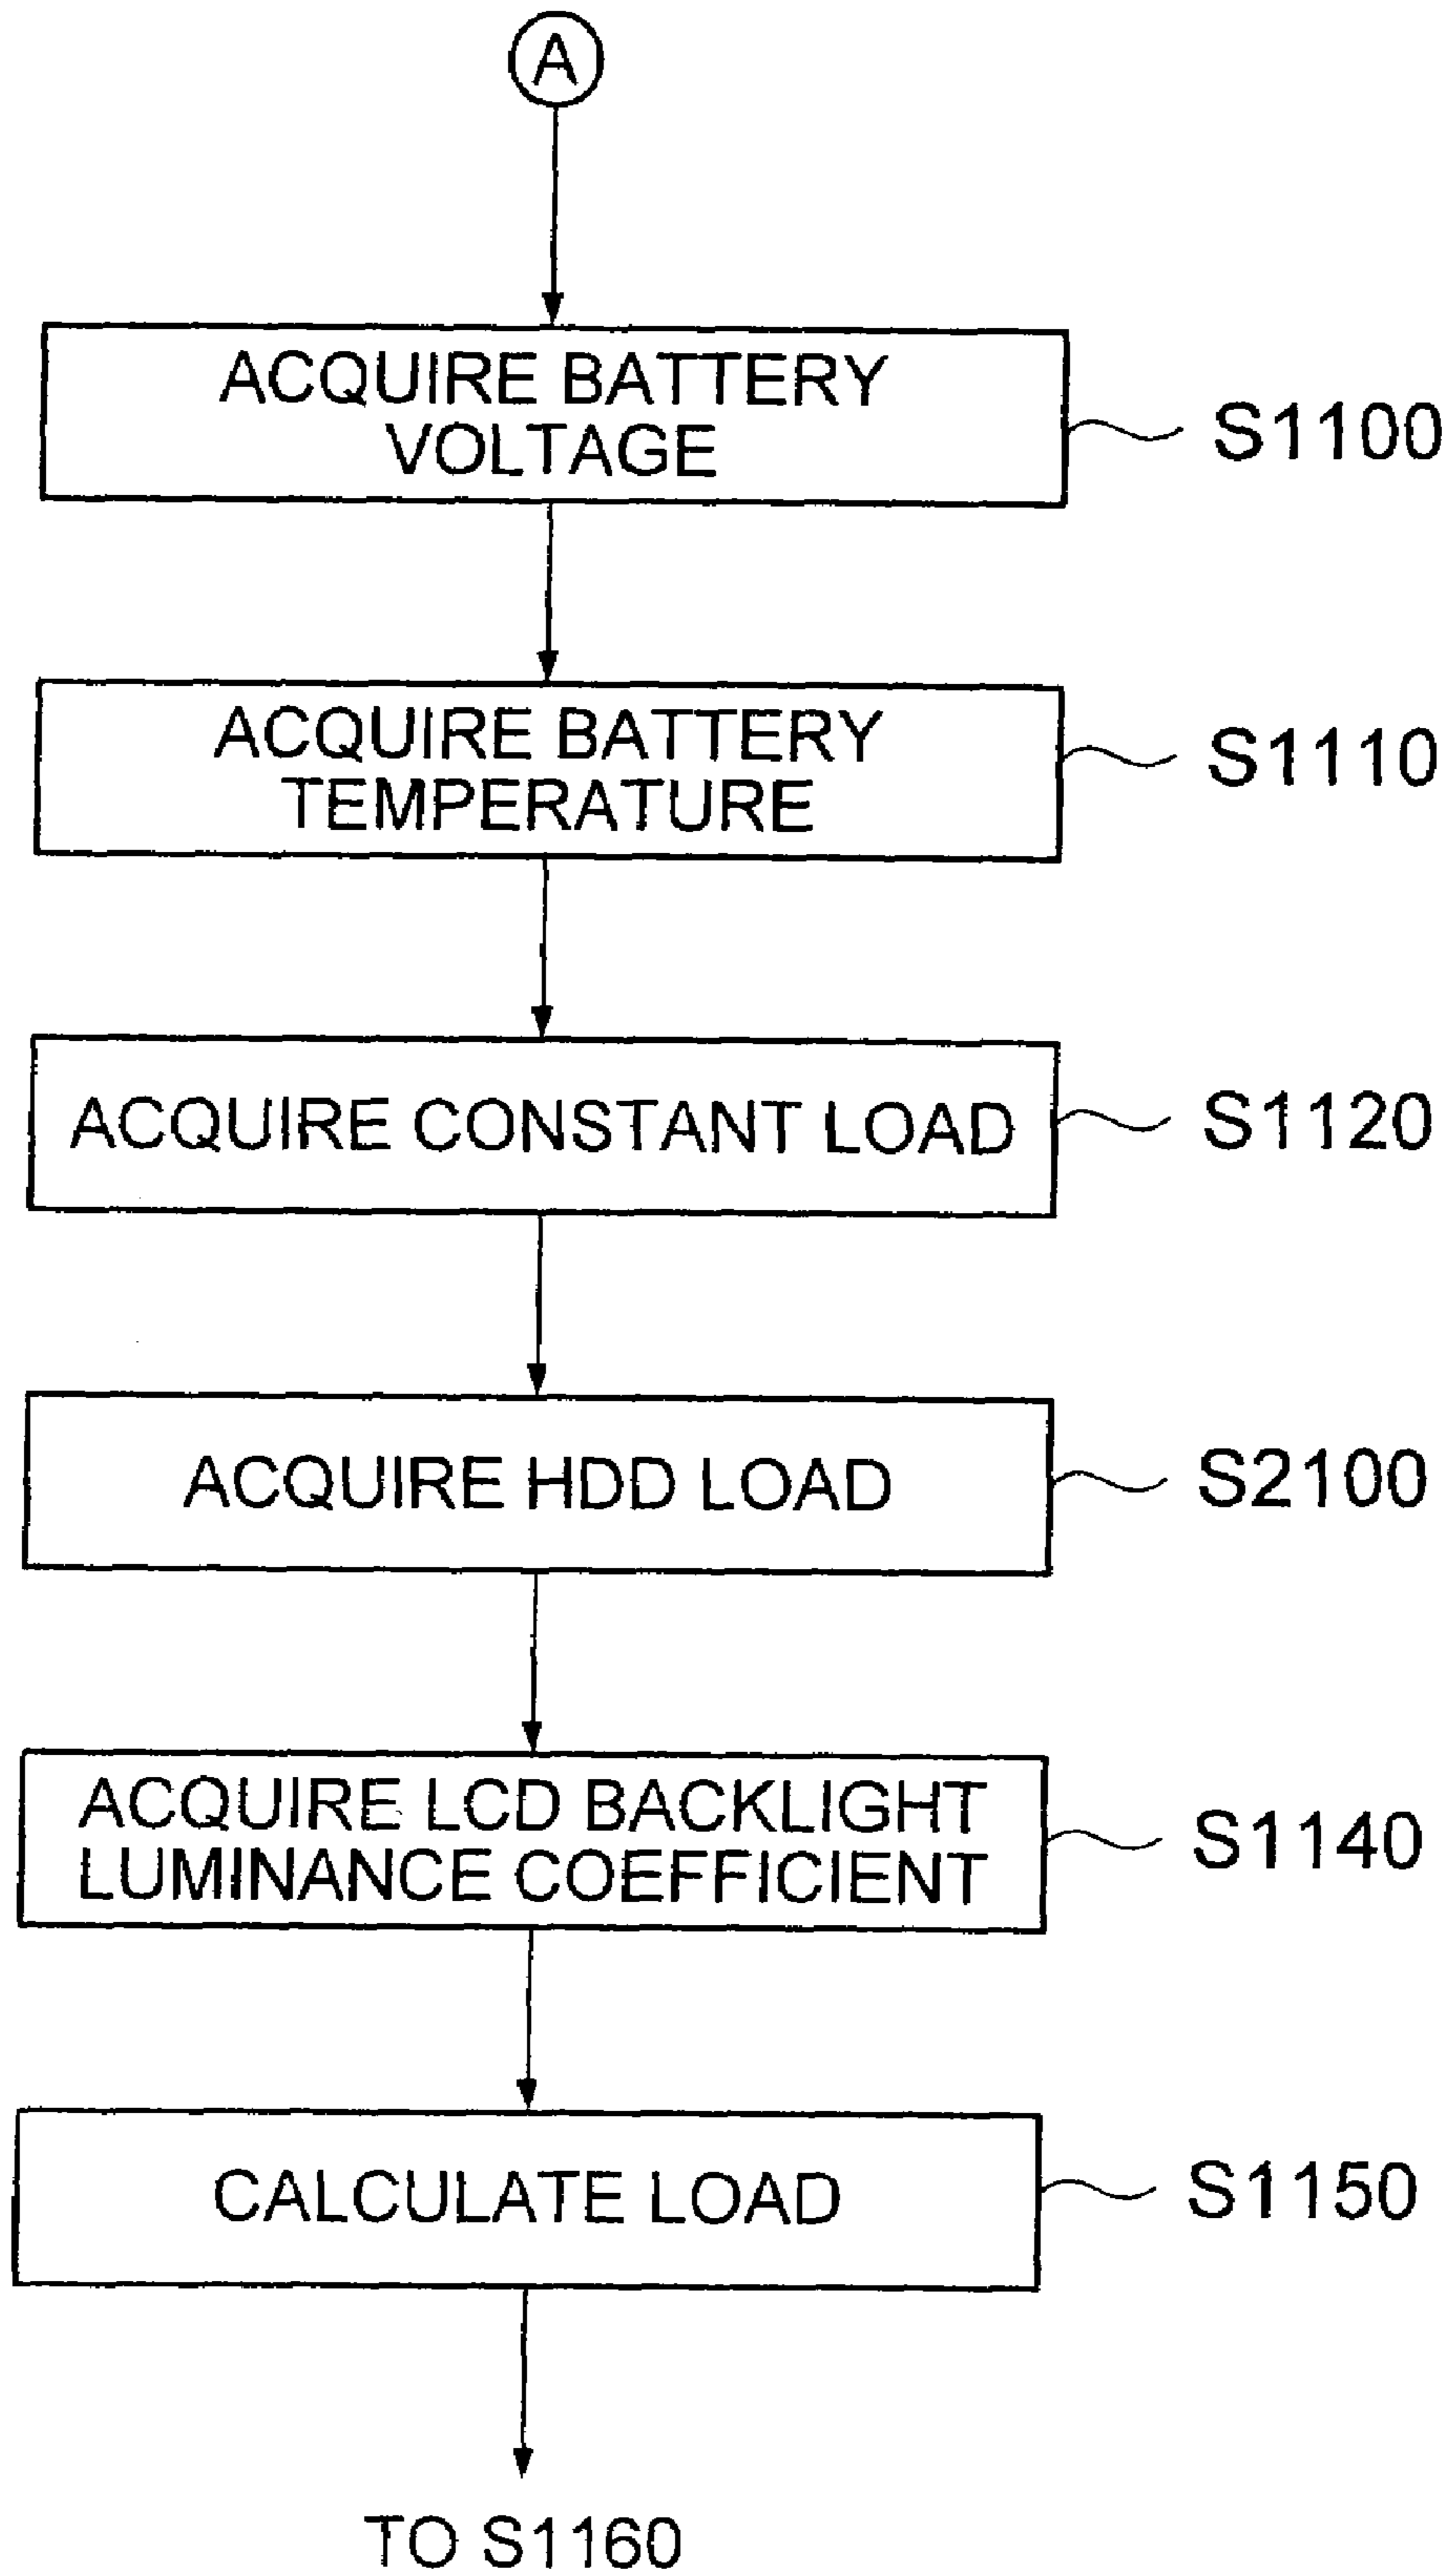 A
ACQUIRE BATTERY
VOLTAGE
S1100
ACQUIRE BATTERY
TEMPERATURE
S1110
ACQUIRE CONSTANT LOAD
S1120
ACQUIRE HDD LOAD
S2100
ACQUIRE LCD BACKLIGHT
LUMINANCE COEFFICIENT
S1140
CALCULATE LOAD
S1150
TO S1160